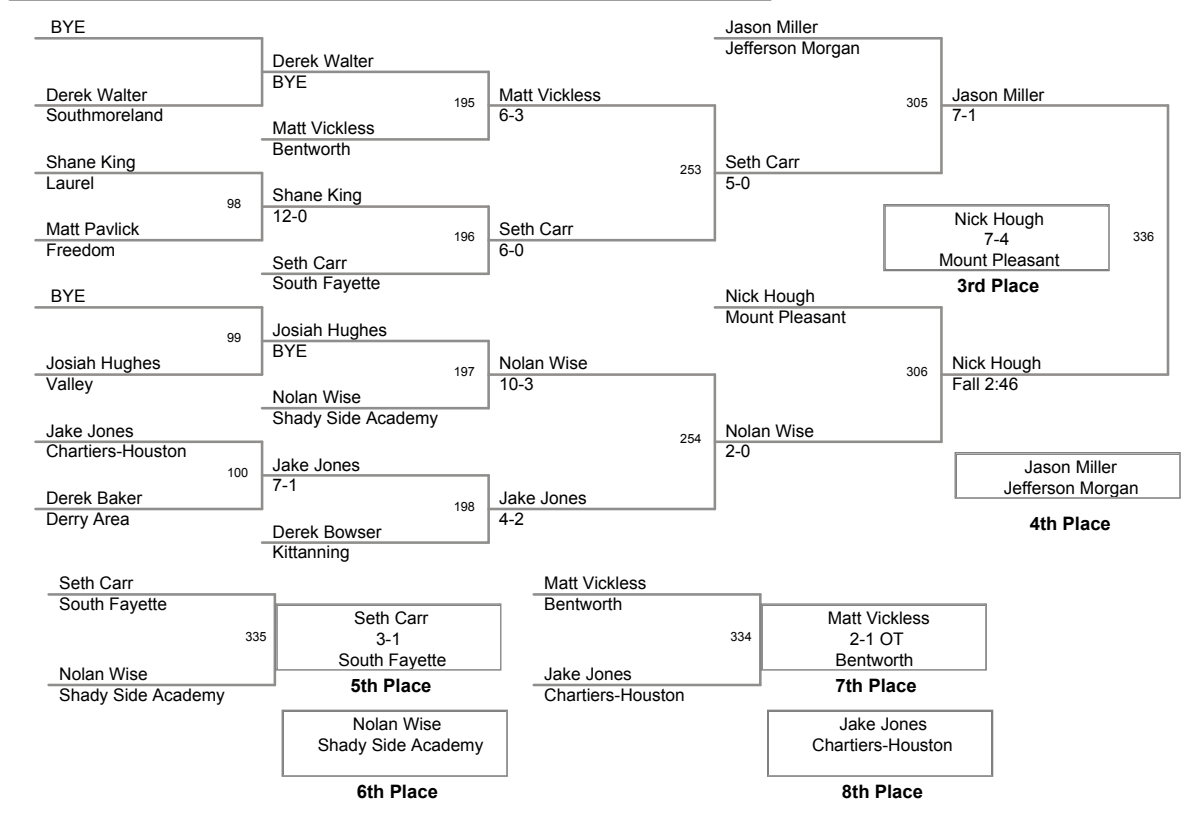 BYE
Derek Walter
Southmoreland
Shane King
Laurel
98
Matt Pavlick
Freedom
BYE
99
Josiah Hughes
Valley
Jake Jones
Chartiers-Houston
100
Derek Baker
Derry Area
Derek Walter
BYE
195
Matt Vickless
Bentworth
Shane King
12-0
196
Seth Carr
South Fayette
Josiah Hughes
BYE
197
Nolan Wise
Shady Side Academy
Jake Jones
7-1
198
Derek Bowser
Kittanning
Matt Vickless
6-3
253
Seth Carr
6-0
Nolan Wise
10-3
254
Jake Jones
4-2
Jason Miller
Jefferson Morgan
305
Seth Carr
5-0
Nick Hough
Mount Pleasant
306
Nolan Wise
2-0
Jason Miller
7-1
336
Nick Hough
Fall 2:46
Nick Hough
7-4
Mount Pleasant
3rd Place
Jason Miller
Jefferson Morgan
4th Place
Seth Carr
South Fayette
335
Nolan Wise
Shady Side Academy
Seth Carr
3-1
South Fayette
5th Place
Nolan Wise
Shady Side Academy
6th Place
Matt Vickless
Bentworth
334
Jake Jones
Chartiers-Houston
Matt Vickless
2-1 OT
Bentworth
7th Place
Jake Jones
Chartiers-Houston
8th Place